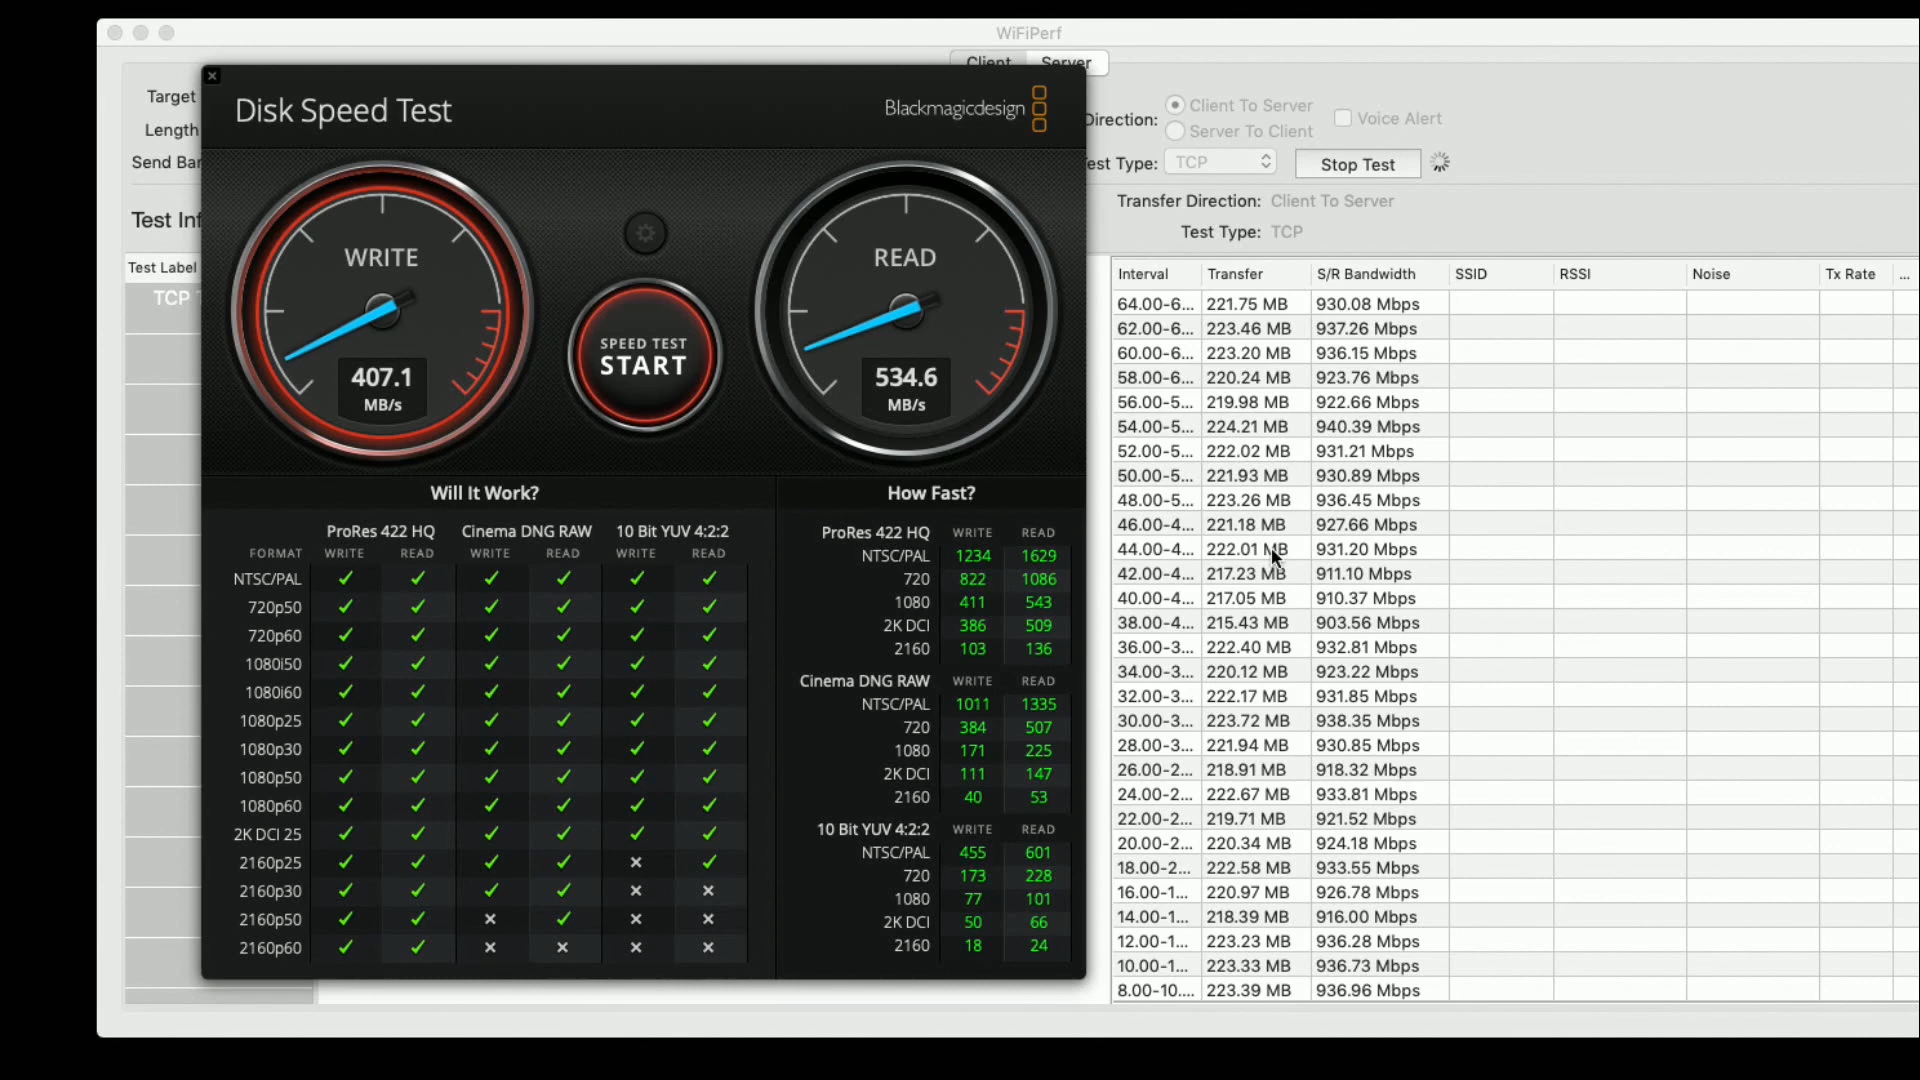 WiFiPerf
Client Server
Target
Length
Send Bar
Direction: Client To Server
Server To Client
Voice Alert
Test Type: TCP Stop Test
Transfer Direction: Client To Server
Test Type: TCP
Test Inf
Test Label
TCP T
Disk Speed Test
Blackmagicdesign
WRITE
407.1
MB/s
SPEED TEST
START
READ
534.6
MB/s
Will It Work?
ProRes 422 HQ Cinema DNG RAW 10 Bit YUV 4:2:2
FORMAT WRITE READ WRITE READ WRITE READ
NTSC/PAL ✓ ✓ ✓ ✓ ✓ ✓
720p50 ✓ ✓ ✓ ✓ ✓ ✓
720p60 ✓ ✓ ✓ ✓ ✓ ✓
1080i50 ✓ ✓ ✓ ✓ ✓ ✓
1080i60 ✓ ✓ ✓ ✓ ✓ ✓
1080p25 ✓ ✓ ✓ ✓ ✓ ✓
1080p30 ✓ ✓ ✓ ✓ ✓ ✓
1080p50 ✓ ✓ ✓ ✓ ✓ ✓
1080p60 ✓ ✓ ✓ ✓ ✓ ✓
2K DCI 25 ✓ ✓ ✓ ✓ ✓ ✓
2160p25 ✓ ✓ ✓ ✓ × ✓
2160p30 ✓ ✓ ✓ ✓ × ×
2160p50 ✓ ✓ × ✓ × ×
2160p60 ✓ ✓ × × × ×
How Fast?
ProRes 422 HQ WRITE READ
NTSC/PAL 1234 1629
720 822 1086
1080 411 543
2K DCI 386 509
2160 103 136
Cinema DNG RAW WRITE READ
NTSC/PAL 1011 1335
720 384 507
1080 171 225
2K DCI 111 147
2160 40 53
10 Bit YUV 4:2:2 WRITE READ
NTSC/PAL 455 601
720 173 228
1080 77 101
2K DCI 50 66
2160 18 24
Interval Transfer S/R Bandwidth SSID RSSI Noise Tx Rate ...
64.00-6... 221.75 MB 930.08 Mbps
62.00-6... 223.46 MB 937.26 Mbps
60.00-6... 223.20 MB 936.15 Mbps
58.00-6... 220.24 MB 923.76 Mbps
56.00-5... 219.98 MB 922.66 Mbps
54.00-5... 224.21 MB 940.39 Mbps
52.00-5... 222.02 MB 931.21 Mbps
50.00-5... 221.93 MB 930.89 Mbps
48.00-5... 223.26 MB 936.45 Mbps
46.00-4... 221.18 MB 927.66 Mbps
44.00-4... 222.01 MB 931.20 Mbps
42.00-4... 217.23 MB 911.10 Mbps
40.00-4... 217.05 MB 910.37 Mbps
38.00-4... 215.43 MB 903.56 Mbps
36.00-3... 222.40 MB 932.81 Mbps
34.00-3... 220.12 MB 923.22 Mbps
32.00-3... 222.17 MB 931.85 Mbps
30.00-3... 223.72 MB 938.35 Mbps
28.00-3... 221.94 MB 930.85 Mbps
26.00-2... 218.91 MB 918.32 Mbps
24.00-2... 222.67 MB 933.81 Mbps
22.00-2... 219.71 MB 921.52 Mbps
20.00-2... 220.34 MB 924.18 Mbps
18.00-2... 222.58 MB 933.55 Mbps
16.00-1... 220.97 MB 926.78 Mbps
14.00-1... 218.39 MB 916.00 Mbps
12.00-1... 223.23 MB 936.28 Mbps
10.00-1... 223.33 MB 936.73 Mbps
8.00-10.... 223.39 MB 936.96 Mbps